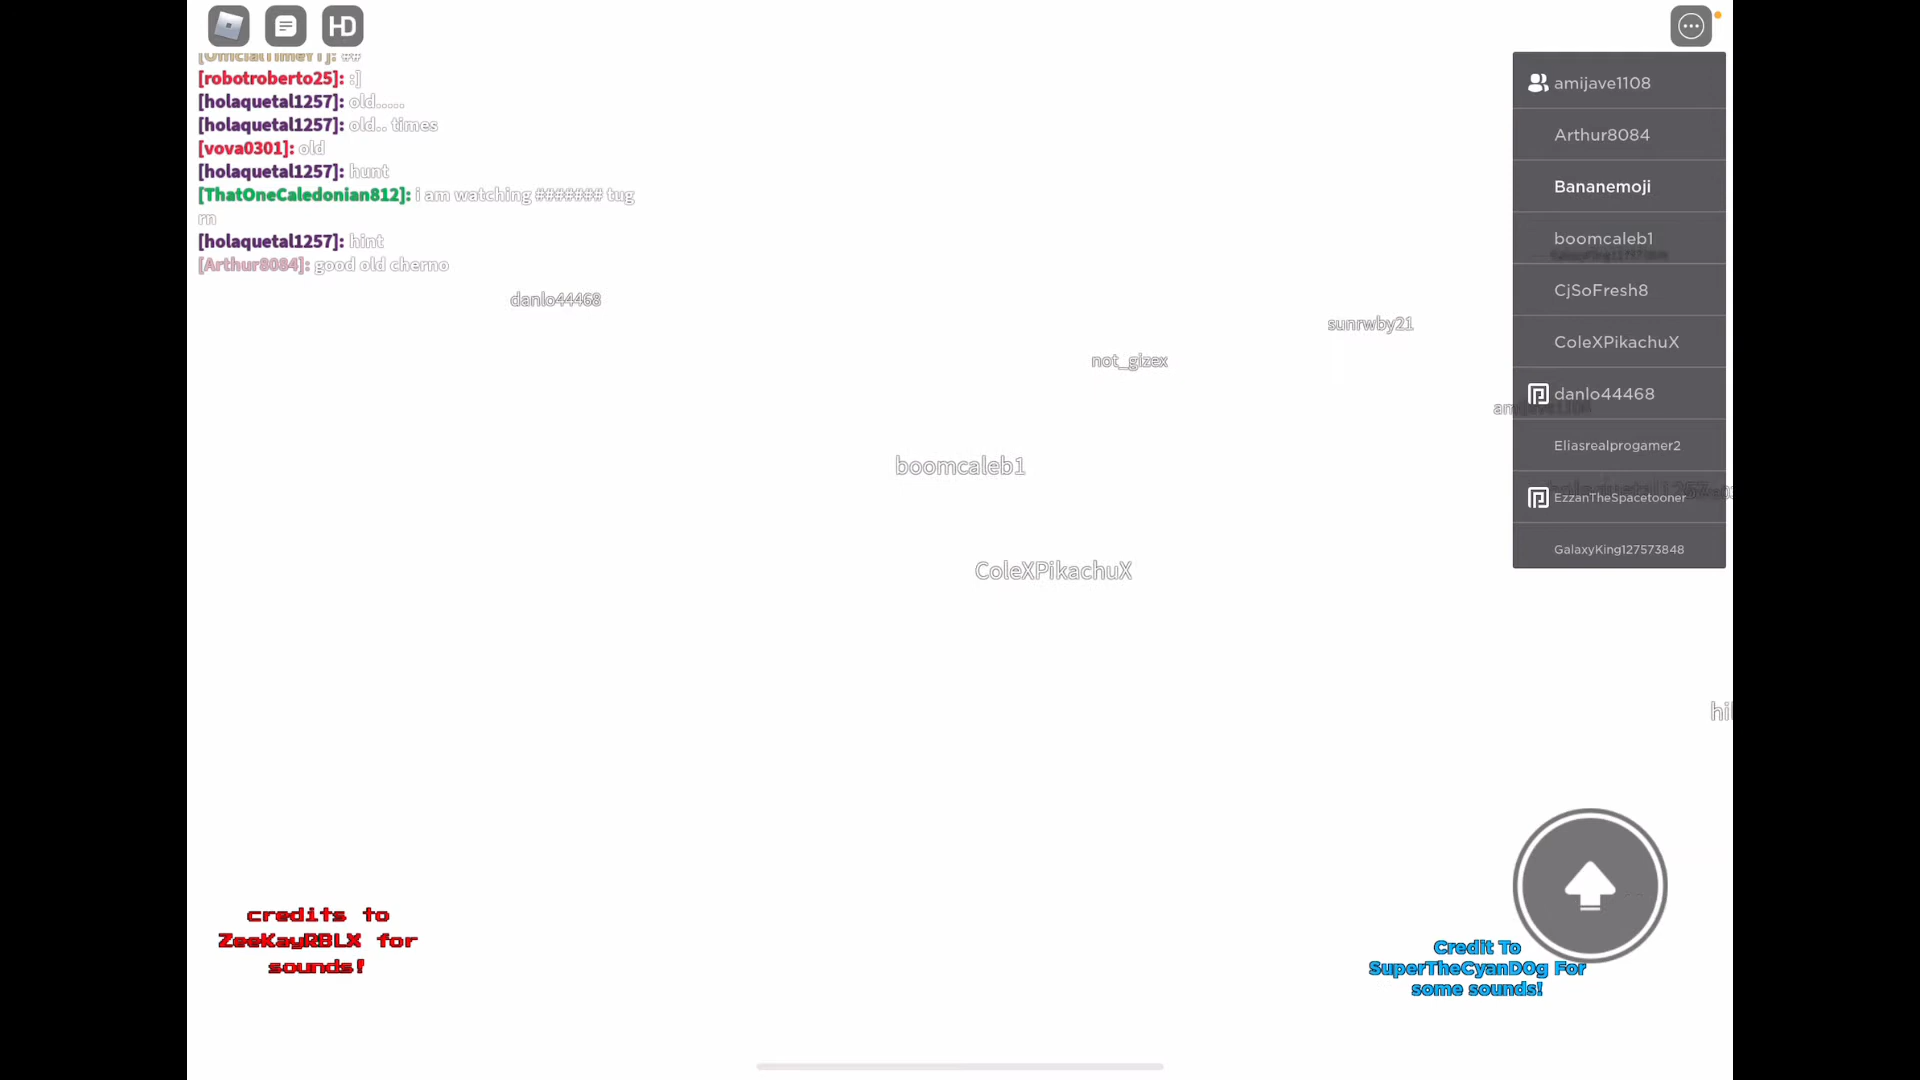 HD
[OfficialTimeYT]: ##
[robotroberto25]: :]
[holaquetal1257]: old.....
[holaquetal1257]: old.. times
[vova0301]: old
[holaquetal1257]: hunt
[ThatOneCaledonian812]: i am watching ####### tug
rn
[holaquetal1257]: hint
[Arthur8084]: good old cherno
danlo44468
sunrwby21
not_gizex
boomcaleb1
ColeXPikachuX
amijave1108
Arthur8084
Bananemoji
boomcaleb1
CjSoFresh8
ColeXPikachuX
danlo44468
Eliasrealprogamer2
EzzanTheSpacetooner
GalaxyKing127573848
credits to
ZeeKayRBLX for
sounds!
Credit To
SuperTheCyanDOg For
some sounds!